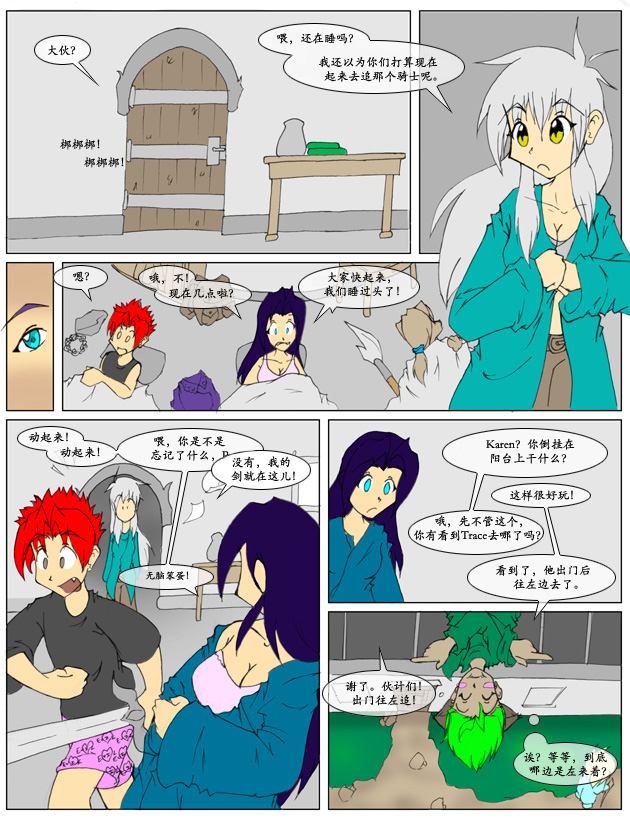 大伙？
喂，还在睡吗？
我还以为你们打算现在
起来去追那个骑士呢。
梆梆梆！
梆梆梆！
嗯？
哦，不！
现在几点啦？
大家快起来，
我们睡过头了！
动起来！
动起来！
喂，你是不是
忘记了什么，
没有，我的
剑就在这儿！
无脑笨蛋！
Karen？你倒挂在
阳台上干什么？
这样很好玩！
哦，先不管这个，
你有看到Trace去哪了吗？
看到了，他出门后
往左边去了。
谢了。伙计们！
出门往左追！
诶？等等，到底
哪边是左来着？